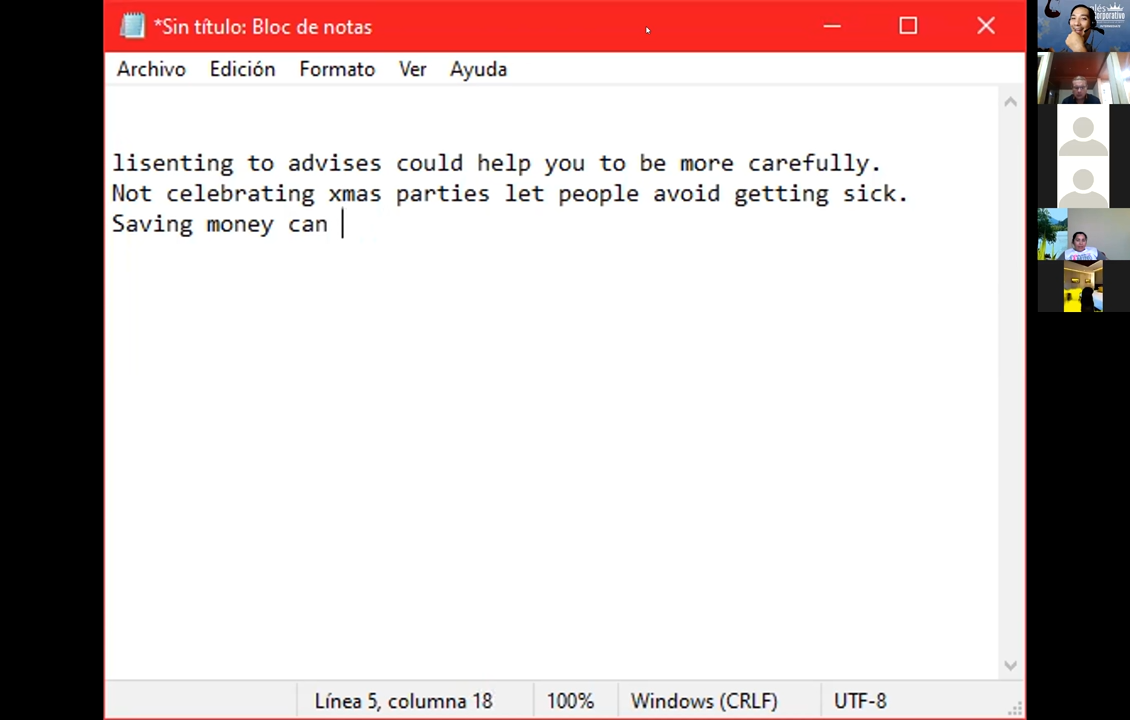 *Sin título: Bloc de notas
Archivo Edición Formato Ver Ayuda
lisenting to advises could help you to be more carefully.
Not celebrating xmas parties let people avoid getting sick.
Saving money can
Línea 5, columna 18 100% Windows (CRLF) UTF-8